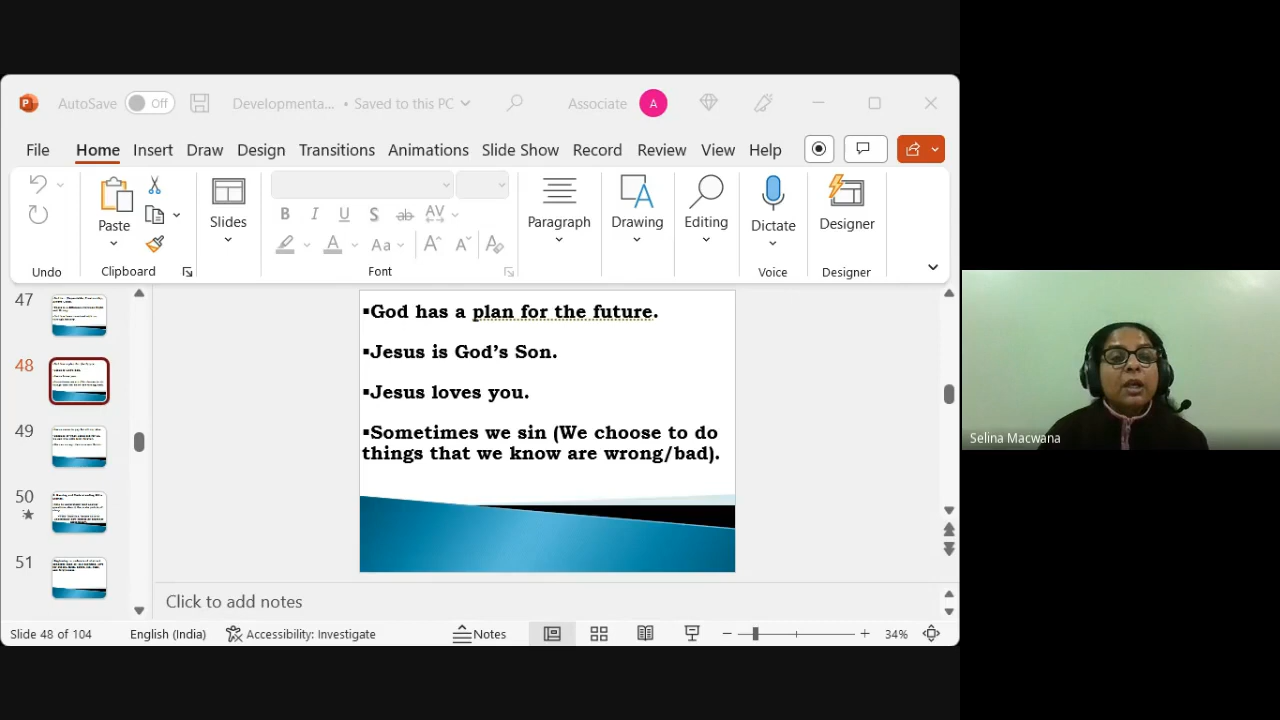 AutoSave Off Developmenta... • Saved to this PC Associate A
File Home Insert Draw Design Transitions Animations Slide Show Record Review View Help
Paste Slides B I U S ab AV Aa A A A Paragraph Drawing Editing Dictate Designer
Undo Clipboard Font Voice Designer
47
48
49
50
51
▪God has a plan for the future.
▪Jesus is God's Son.
▪Jesus loves you.
▪Sometimes we sin (We choose to do
things that we know are wrong/bad).
Selina Macwana
Click to add notes
Slide 48 of 104 English (India) Accessibility: Investigate Notes 34%